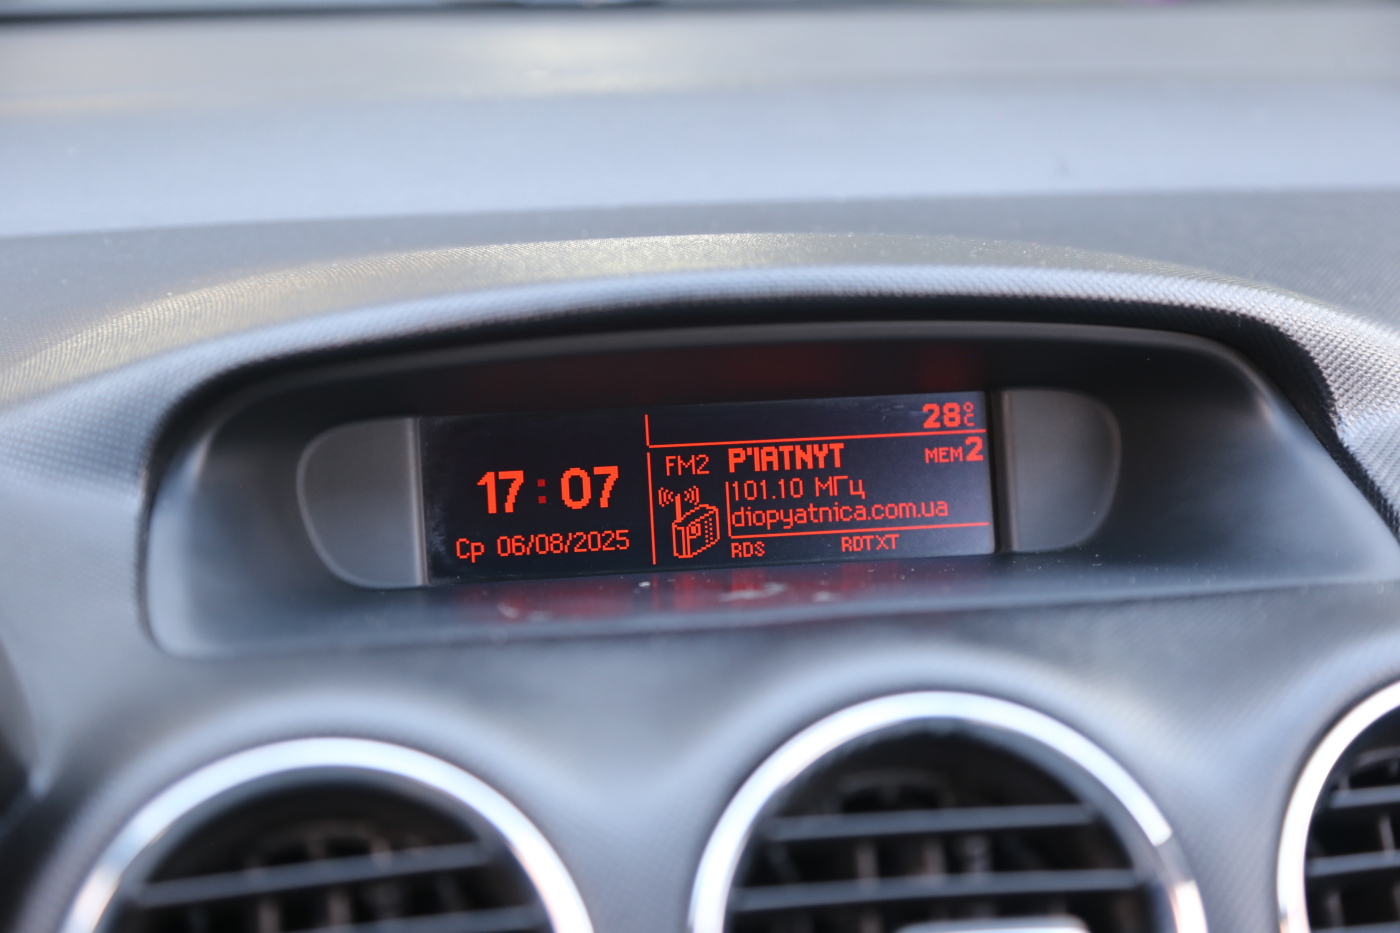 17:07
Ср 06/08/2025
28°C
FM2 P'IATNYT MEM2
101.10 МГц
diopyatnica.com.ua
RDS RDTXT